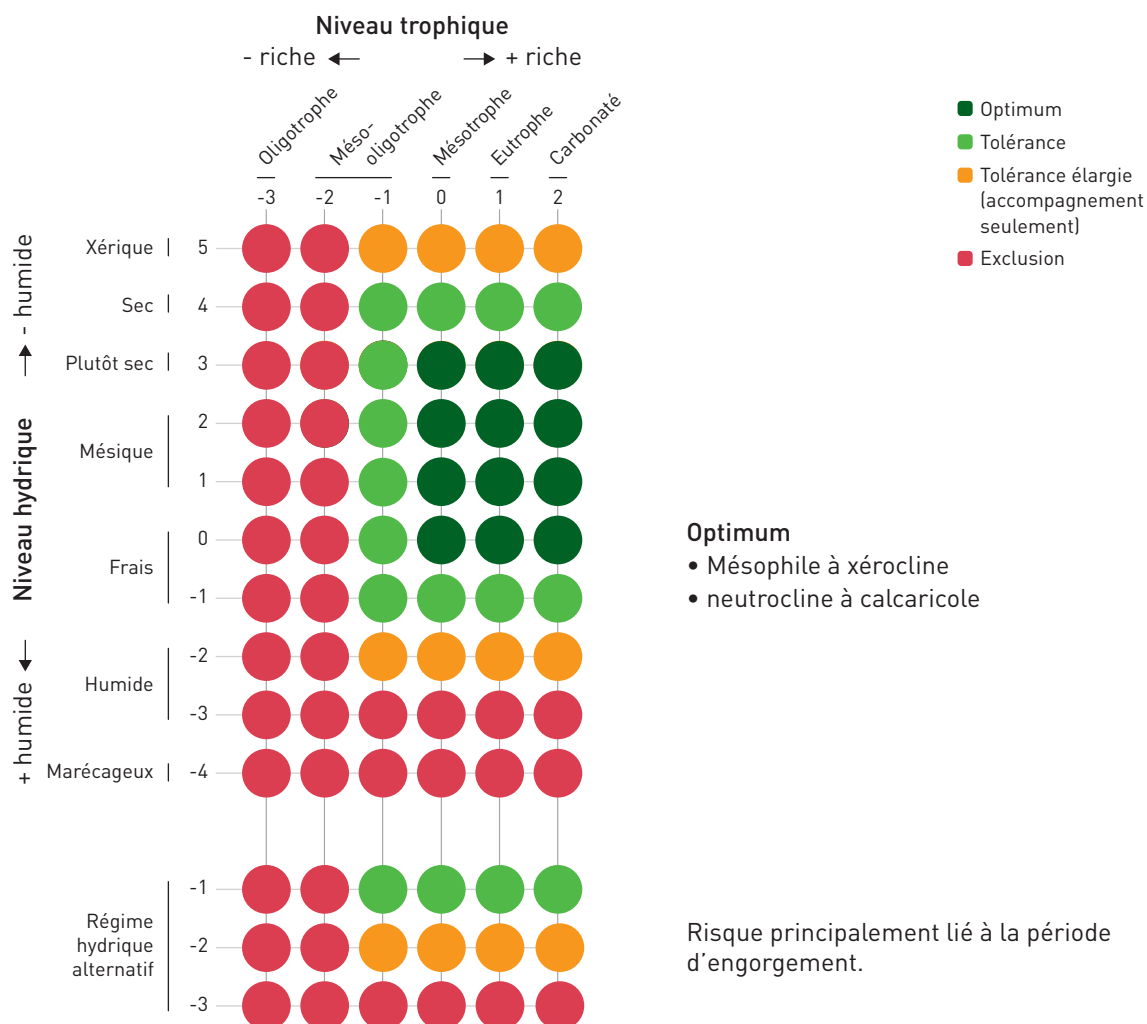 Niveau trophique
- riche ← → + riche
Oligotrophe
Méso-
oligotrophe
Mésotrophe
Eutrophe
Carbonaté
-3 -2 -1 0 1 2
Optimum
Tolérance
Tolérance élargie
(accompagnement
seulement)
Exclusion
Niveau hydrique
→ - humide
+ humide ←
Xérique 5
Sec 4
Plutôt sec 3
2
Mésique
1
0
Frais
-1
-2
Humide
-3
Marécageux -4
Optimum
• Mésophile à xérocline
• neutrocline à calcaricole
-1
Régime
hydrique
alternatif
-2
-3
Risque principalement lié à la période
d'engorgement.